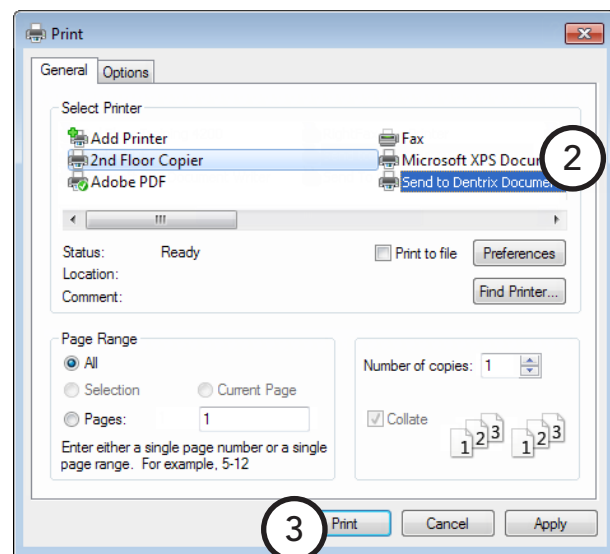 Print
General Options
Select Printer
Add Printer
Fax
2nd Floor Copier
Microsoft XPS Docu
2
Adobe PDF
Send to Dentrix Docume
Status: Ready
Print to file Preferences
Location:
Comment:
Find Printer...
Page Range
All
Number of copies: 1
Selection Current Page
Pages: 1
Collate
1 2 3 1 2 3
Enter either a single page number or a single
page range. For example, 5-12
3
Print Cancel Apply